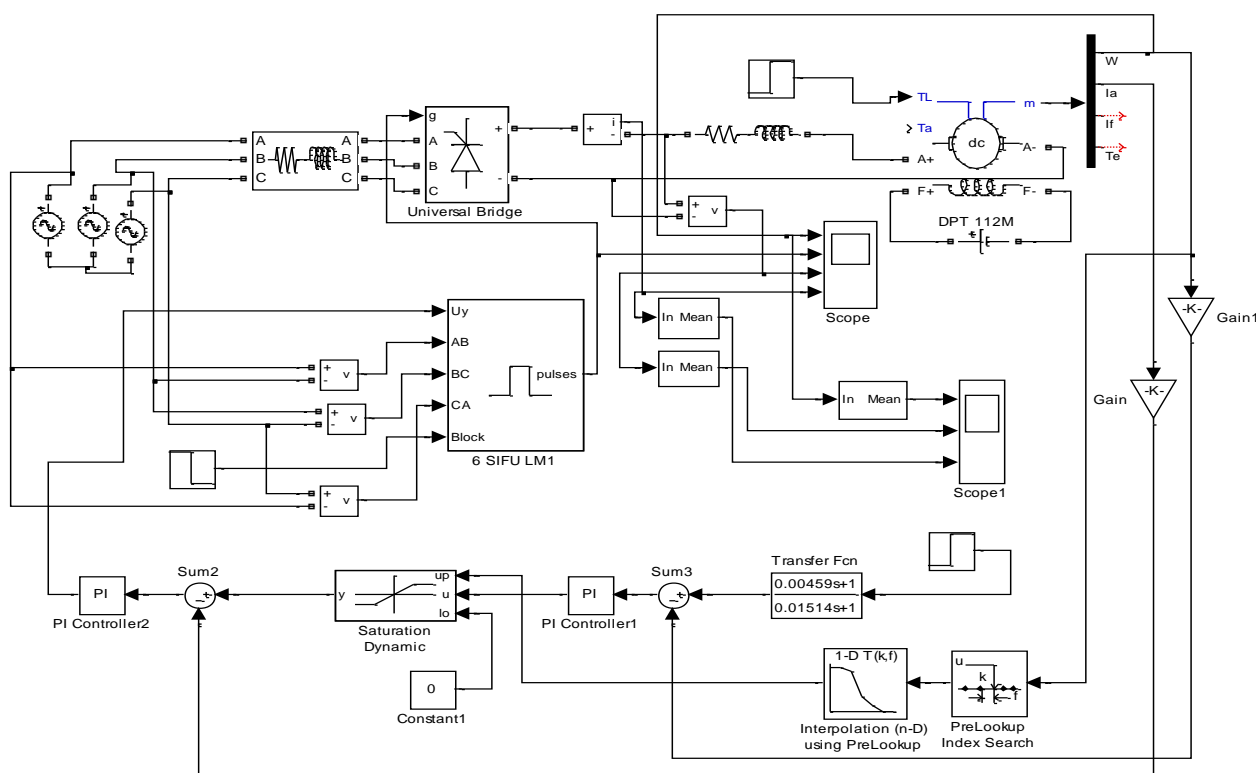 W
Ia
If
Te
TL
m
Ta
dc
A+
A-
F+
F-
DPT 112M
+
g
A
B
C
A
B
C
A
B
C
+
-
Universal Bridge
+
i
-
+
-
v
Scope
-K-
Gain1
-K-
Gain
In Mean
In Mean
In Mean
Scope1
Uy
AB
BC
CA
Block
pulses
6 SIFU LM1
+
-
v
+
-
v
+
-
v
Sum2
PI
PI Controller2
up
u
lo
y
Saturation
Dynamic
0
Constant1
PI
PI Controller1
Sum3
Transfer Fcn
0.00459s+1
0.01514s+1
1-D T(k,f)
Interpolation (n-D)
using PreLookup
u
k
f
PreLookup
Index Search